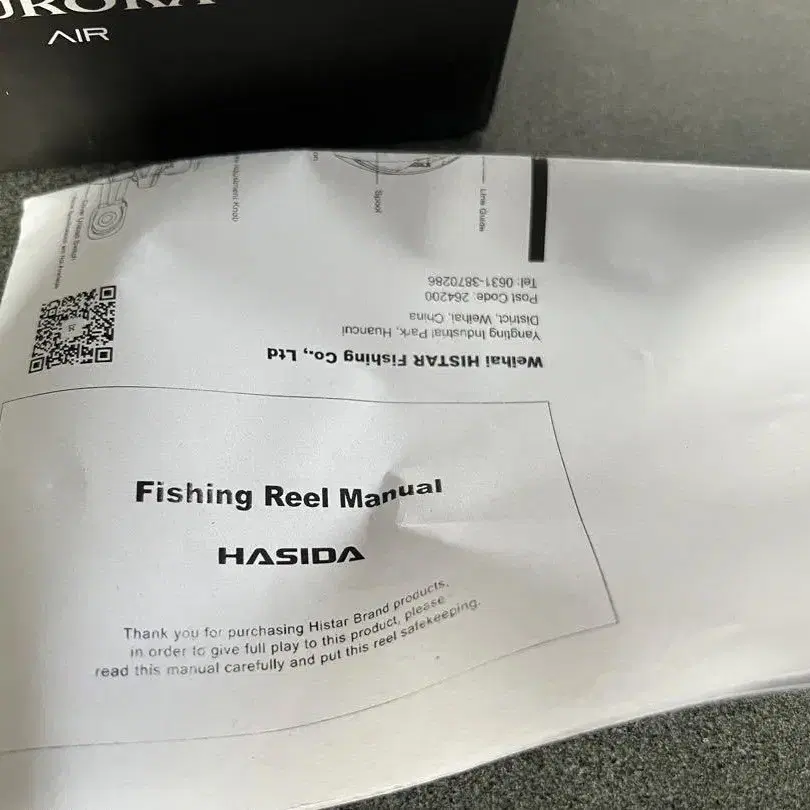 AIR
Line Guide
Spool
Adjustment Knob
Weihai HISTAR Fishing Co., Ltd
Yangting Industrial Park, Huancui
District, Weihai, China
Post Code: 264200
Tel: 0631-3870286
Fishing Reel Manual
HASIDA
Thank you for purchasing Histar Brand products,
in order to give full play to this product, please
read this manual carefully and put this reel safekeeping.